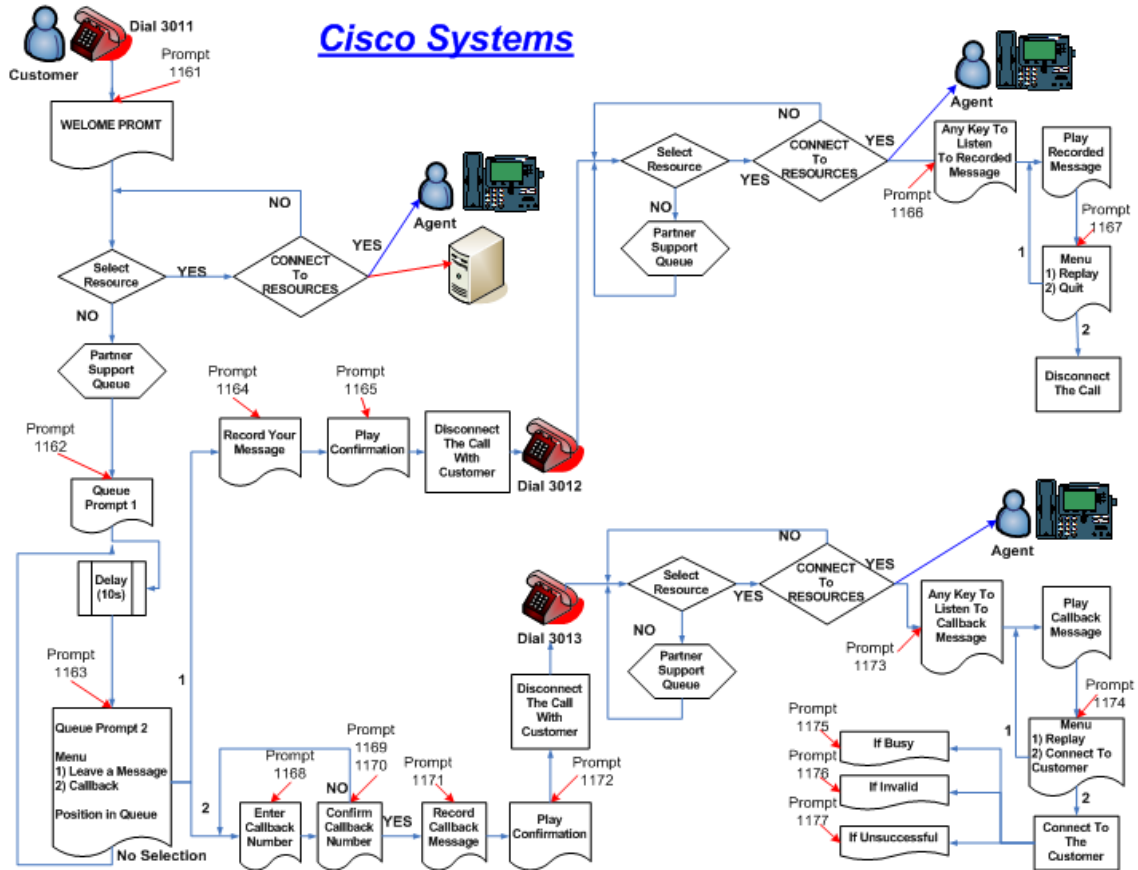 Cisco Systems
Dial 3011
Customer
Prompt
1161
WELOME PROMT
NO
Select
Resource
YES
CONNECT
To
RESOURCES
YES
Agent
NO
Partner
Support
Queue
Prompt
1162
Queue
Prompt 1
Delay
(10s)
Prompt
1163
Queue Prompt 2
Menu
1) Leave a Message
2) Callback
Position in Queue
No Selection
1
2
Prompt
1164
Record Your
Message
Prompt
1165
Play
Confirmation
Disconnect
The Call
With
Customer
Dial 3012
NO
Select
Resource
YES
CONNECT
To
RESOURCES
YES
Agent
NO
Partner
Support
Queue
Any Key To
Listen
To Recorded
Message
Prompt
1166
Play
Recorded
Message
Prompt
1167
1
Menu
1) Replay
2) Quit
2
Disconnect
The Call
Prompt
1168
Enter
Callback
Number
NO
Prompt
1169
1170
Confirm
Callback
Number
YES
Prompt
1171
Record
Callback
Message
Prompt
1172
Play
Confirmation
Disconnect
The Call
With
Customer
Dial 3013
NO
Select
Resource
YES
CONNECT
To
RESOURCES
YES
Agent
NO
Partner
Support
Queue
Any Key To
Listen To
Callback
Message
Prompt
1173
Play
Callback
Message
Prompt
1174
1
Menu
1) Replay
2) Connect To
Customer
2
Connect To
The
Customer
Prompt
1175
If Busy
Prompt
1176
If Invalid
Prompt
1177
If Unsuccessful